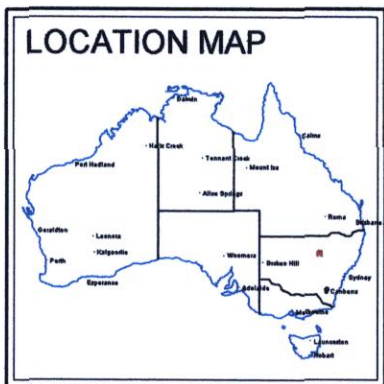 LOCATION MAP
Darwin
Halls Creek
Cairns
Port Hedland
Tennant Creek
Mount Isa
Alice Springs
Roma
Geraldton
Brisbane
Leonora
Woomera
Broken Hill
Perth
Kalgoorlie
Sydney
Esperance
Adelaide
Canberra
Melbourne
Launceston
Hobart